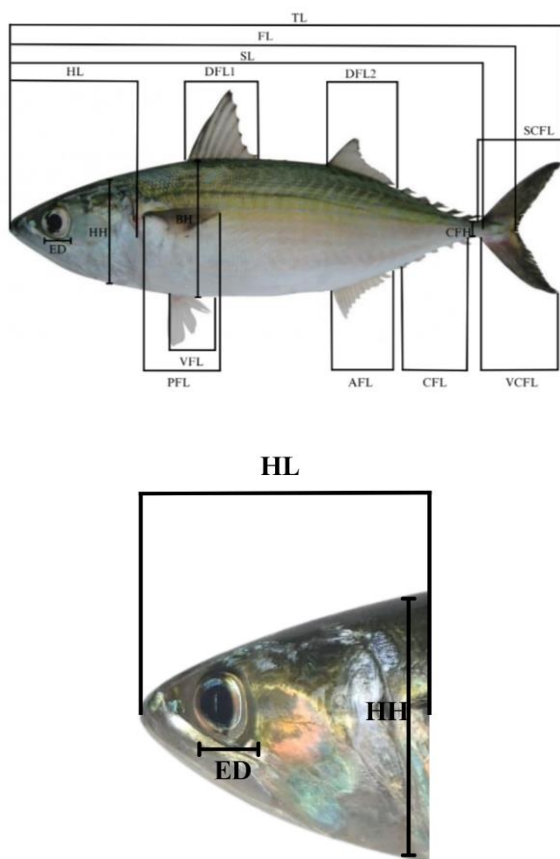 TL
FL
SL
HL DFL1 DFL2
SCFL
HH BH CFH
ED
VFL
PFL AFL CFL VCFL
HL
HH
ED